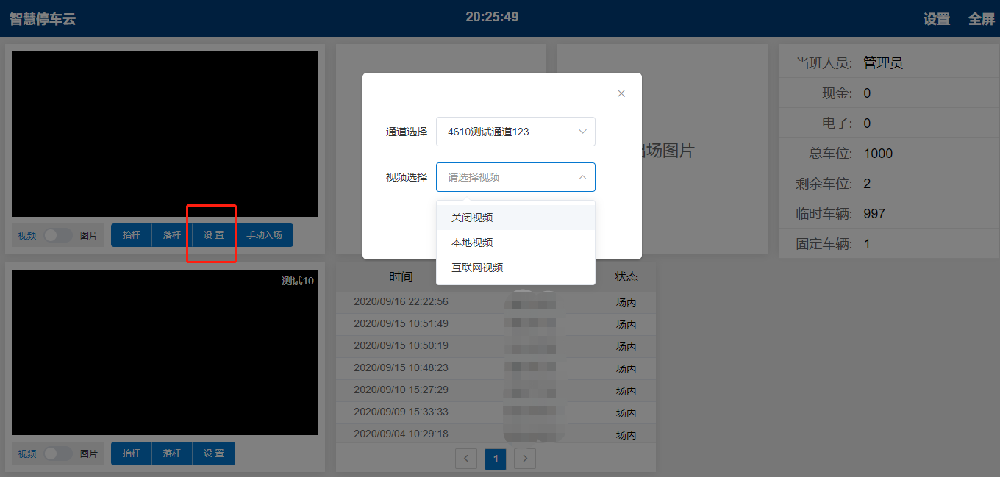 智慧停车云
20:25:49
设置 全屏
视频 图片 抬杆 落杆 设 置 手动入场
通道选择 4610测试通道123
视频选择 请选择视频
关闭视频
本地视频
互联网视频
出场图片
当班人员: 管理员
现金: 0
电子: 0
总车位: 1000
剩余车位: 2
临时车辆: 997
固定车辆: 1
测试10
视频 图片 抬杆 落杆 设 置
时间 状态
2020/09/16 22:22:56 场内
2020/09/15 10:51:49 场内
2020/09/15 10:50:19 场内
2020/09/15 10:48:23 场内
2020/09/10 15:27:29 场内
2020/09/09 15:33:33 场内
2020/09/04 10:29:18 场内
1